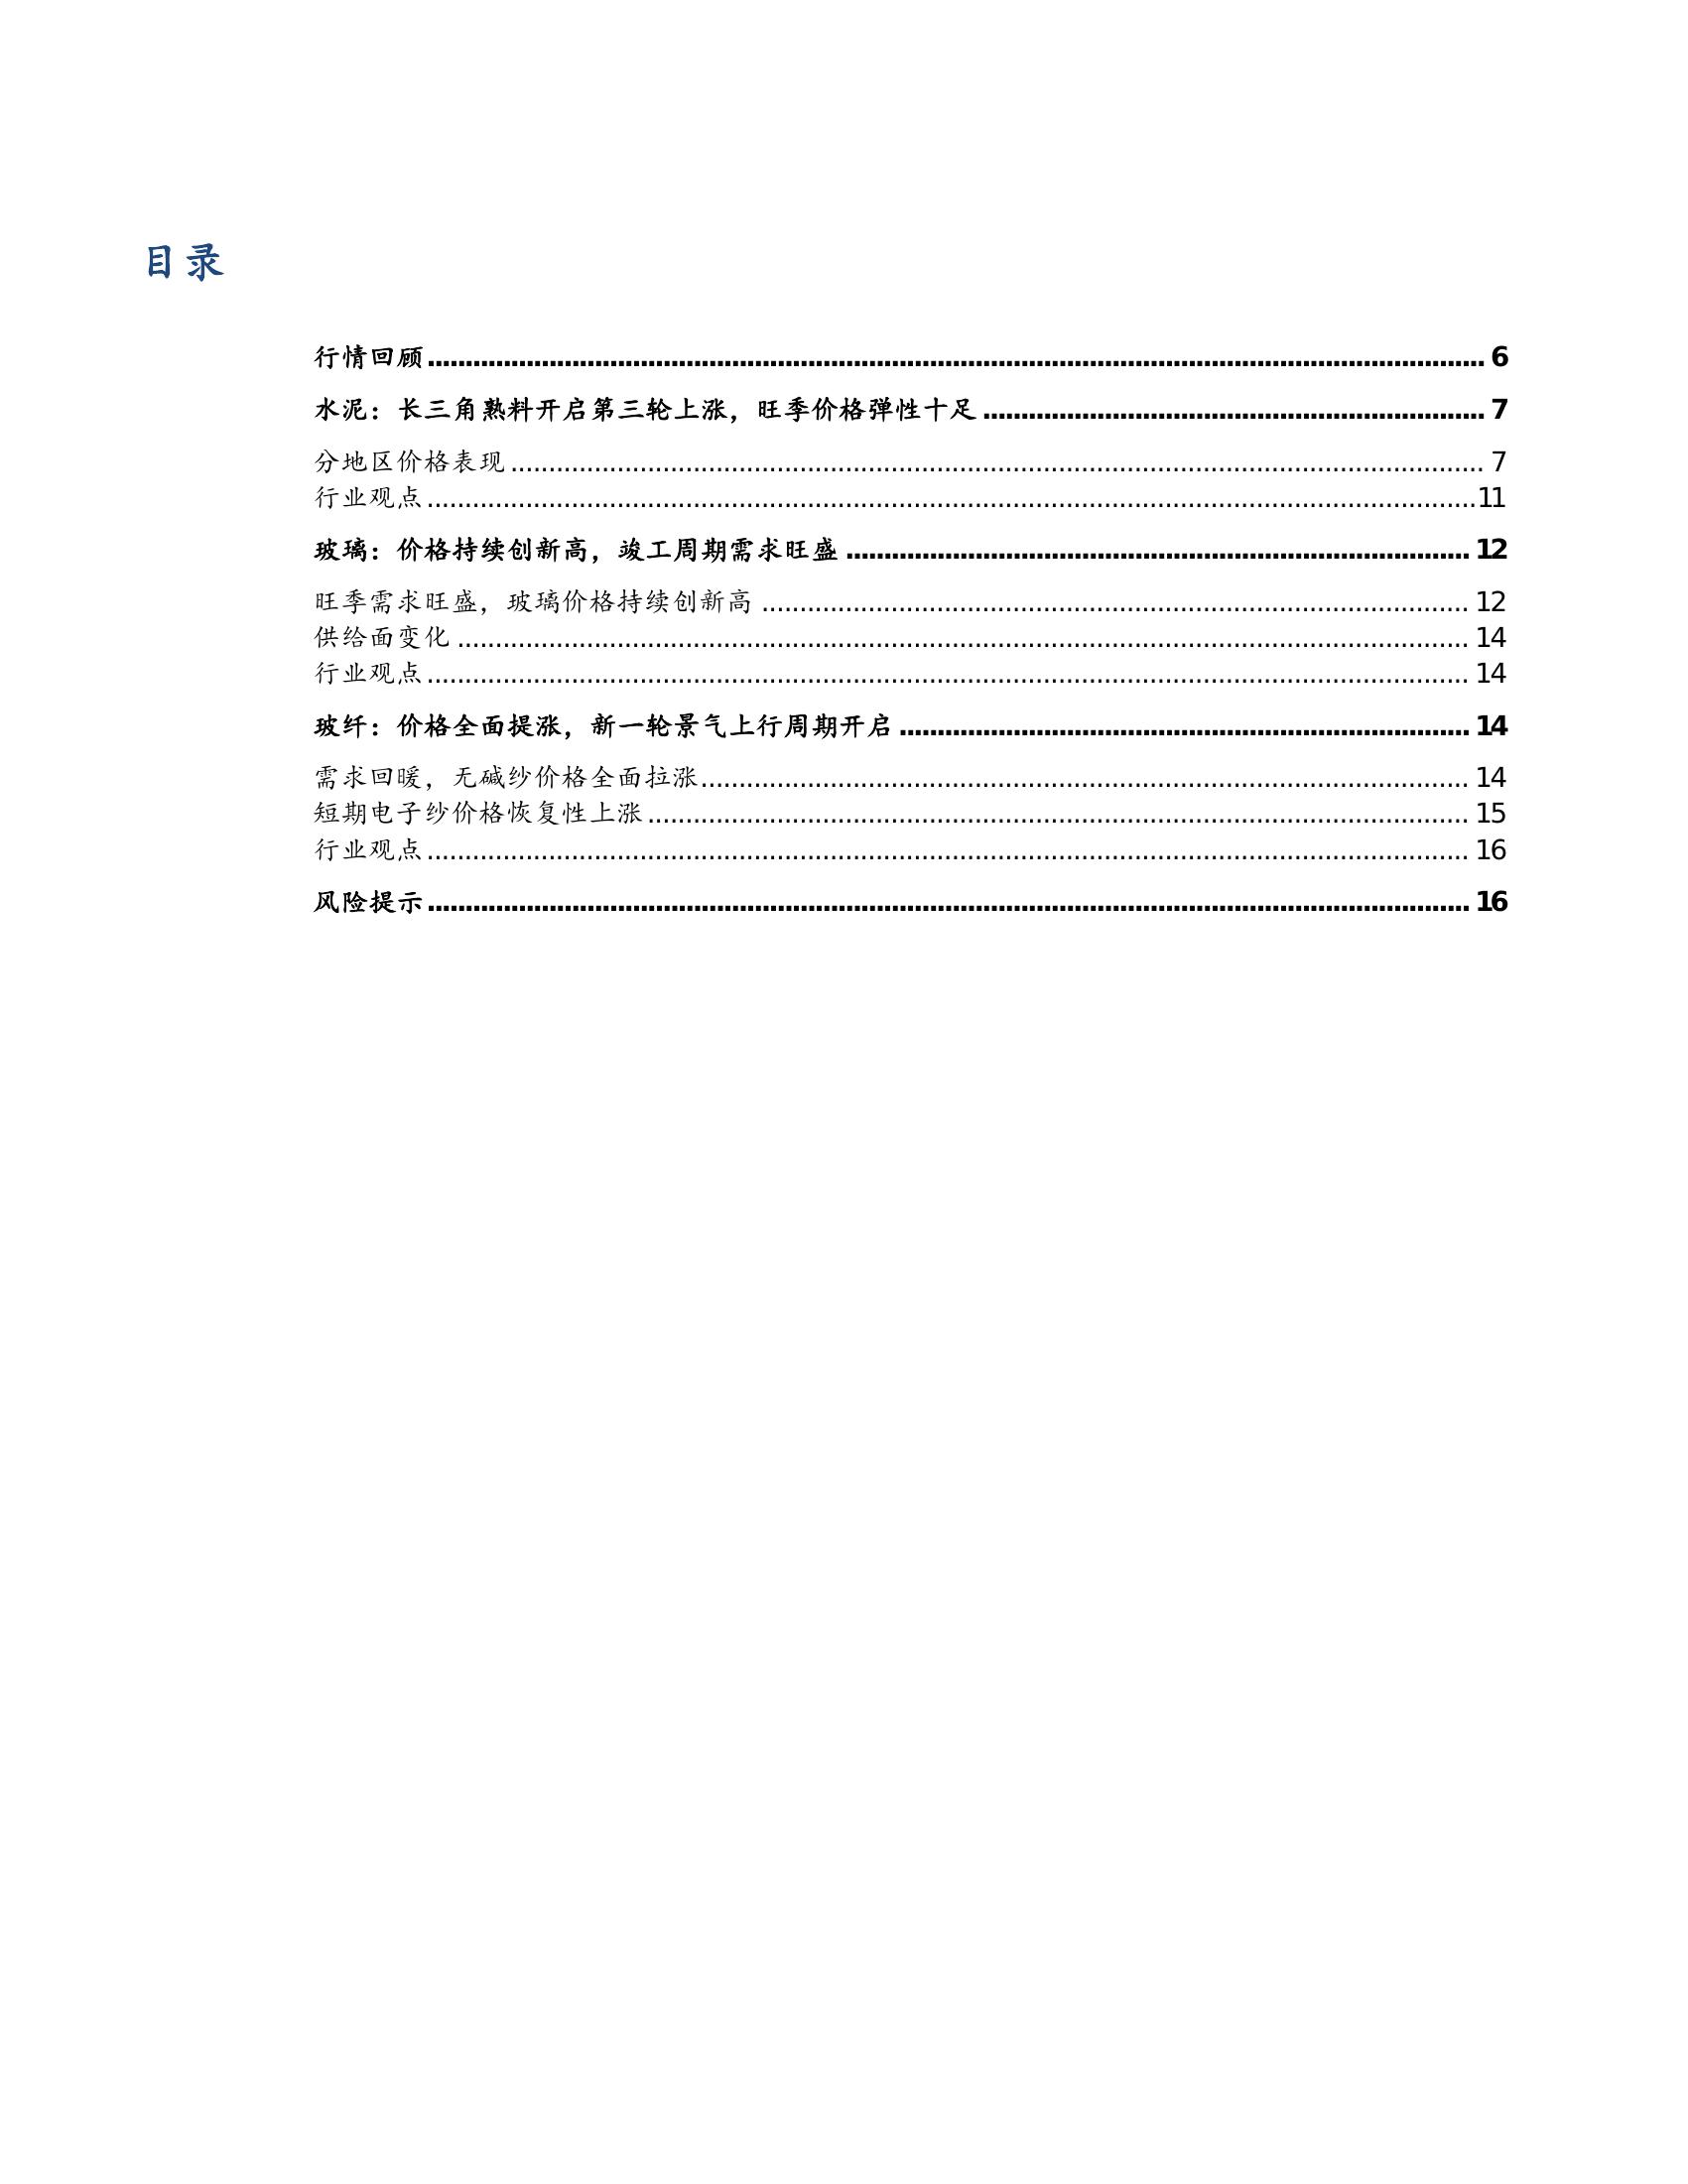 目录
行情回顾........................................ 6
水泥：长三角熟料开启第三轮上涨，旺季价格弹性十足........................................ 7
分地区价格表现........................................ 7
行业观点........................................ 11
玻璃：价格持续创新高，竣工周期需求旺盛........................................ 12
旺季需求旺盛，玻璃价格持续创新高........................................ 12
供给面变化........................................ 14
行业观点........................................ 14
玻纤：价格全面提涨，新一轮景气上行周期开启........................................ 14
需求回暖，无碱纱价格全面拉涨........................................ 14
短期电子纱价格恢复性上涨........................................ 15
行业观点........................................ 16
风险提示........................................ 16